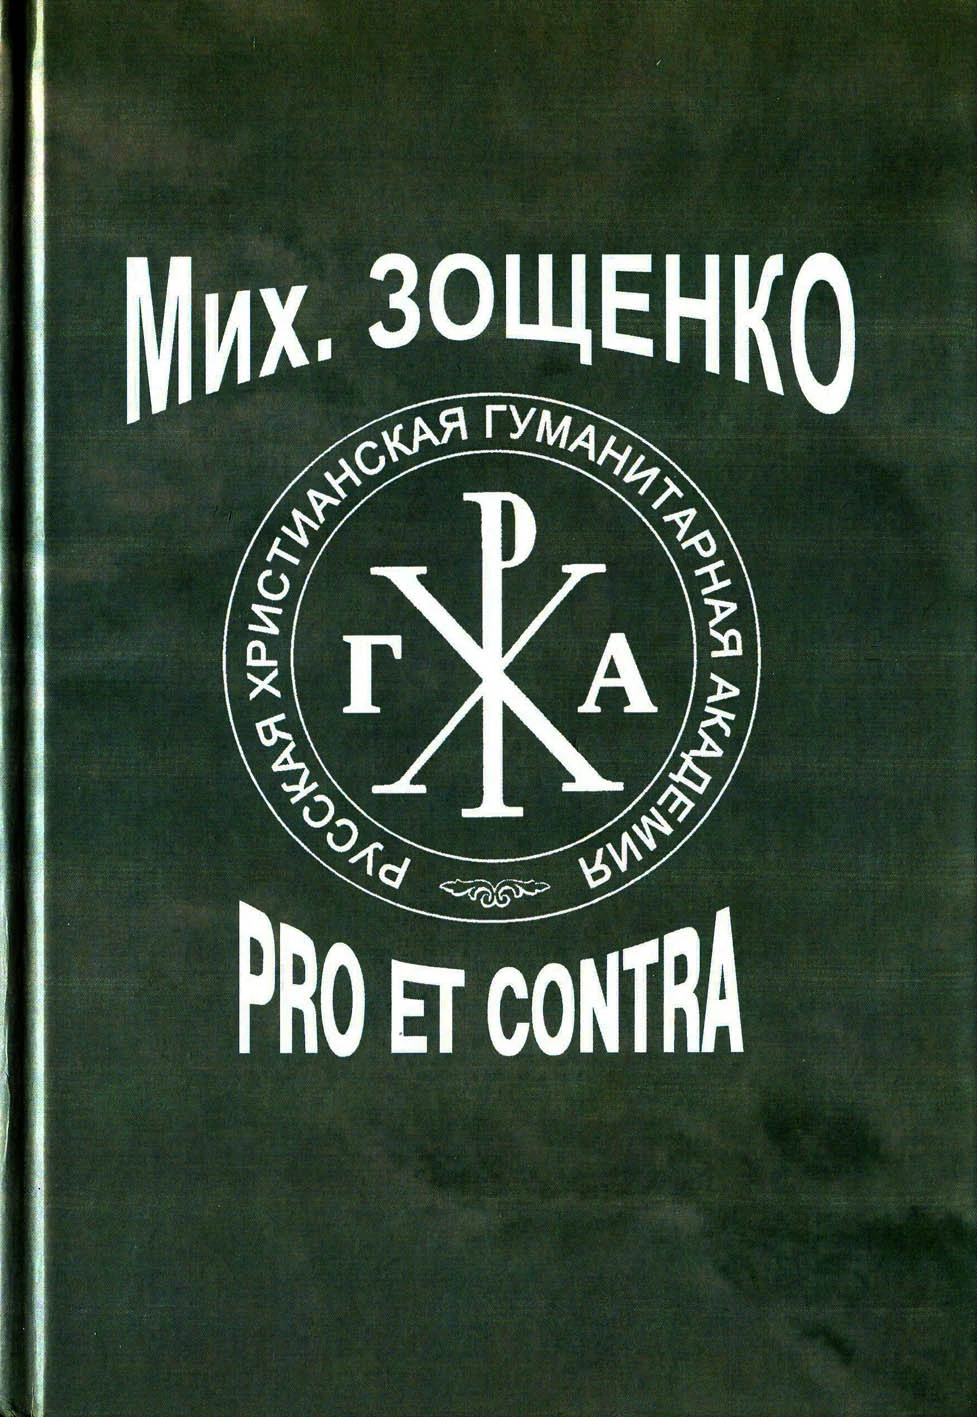 Мих. ЗОЩЕНКО
РУССКАЯ ХРИСТИАНСКАЯ ГУМАНИТАРНАЯ АКАДЕМИЯ
Р
Х
Г А
PRO ET CONTRA